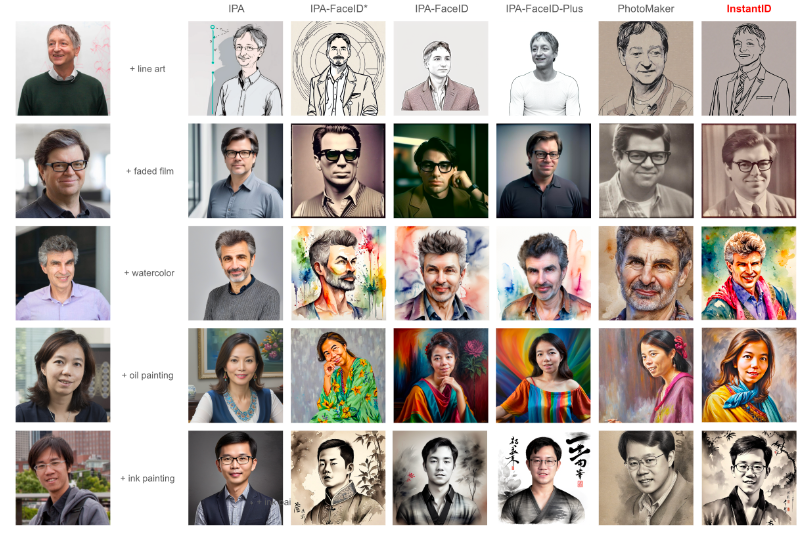 IPA IPA-FaceID* IPA-FaceID IPA-FaceID-Plus PhotoMaker InstantID
+ line art
+ faded film
+ watercolor
+ oil painting
+ ink painting